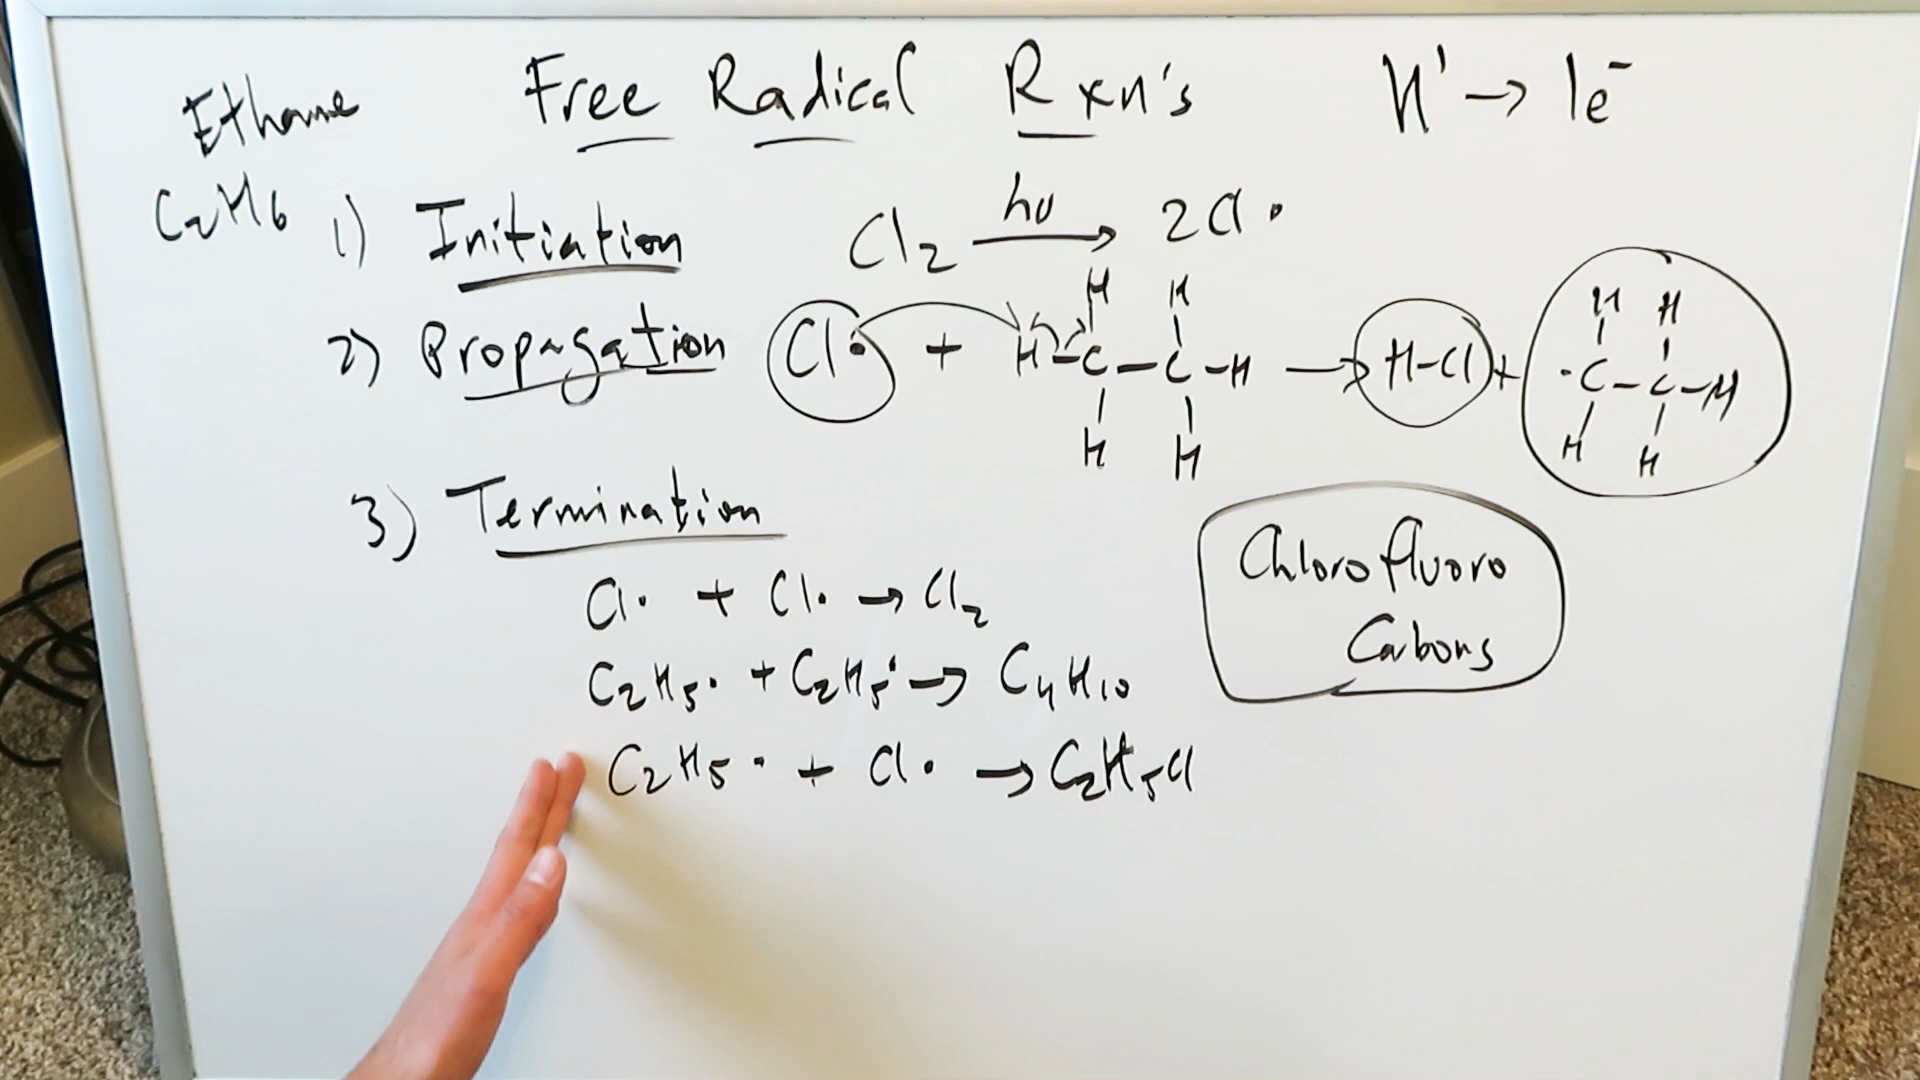 Ethane Free Radical Rxn's H' → 1e⁻
C₂H₆
1) Initiation Cl₂ hν → 2Cl•
2) Propagation Cl• + H-C-C-H → H-Cl + •C-C-H
H H H H
H H H H
3) Termination
Cl• + Cl• → Cl₂
C₂H₅• + C₂H₅• → C₄H₁₀
C₂H₅• + Cl• → C₂H₅Cl
Chlorofluoro
Carbons